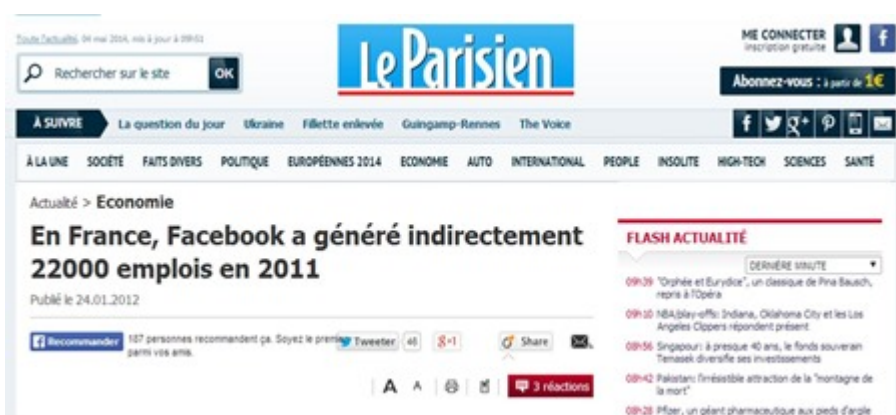 Toute l'actualité, 04 mai 2014, mis à jour à 09h51
ME CONNECTER
inscription gratuite
Rechercher sur le site
OK
Le Parisien
Abonnez-vous : à partir de 1€
À SUIVRE
La question du jour Ukraine Fillette enlevée Guingamp-Rennes The Voice
À LA UNE SOCIÉTÉ FAITS DIVERS POLITIQUE EUROPÉENNES 2014 ECONOMIE AUTO INTERNATIONAL PEOPLE INSOLITE HIGH-TECH SCIENCES SANTÉ
Actualité > Economie
En France, Facebook a généré indirectement
22000 emplois en 2011
Publié le 24.01.2012
Recommander
187 personnes recommandent ça. Soyez le premier
parmi vos amis.
Tweeter 46
g+1
Share
A A
3 réactions
FLASH ACTUALITÉ
DERNIÈRE MINUTE
09h39 "Orphée et Eurydice", un classique de Pina Bausch,
repris à l'Opéra
09h10 NBA/play-offs: Indiana, Oklahoma City et les Los
Angeles Clippers répondent présent
08h56 Singapour: à presque 40 ans, le fonds souverain
Temasek diversifie ses investissements
08h42 Pakistan: l'irrésistible attraction de la "montagne de
la mort"
08h28 Pfizer, un géant pharmaceutique aux pieds d'argile